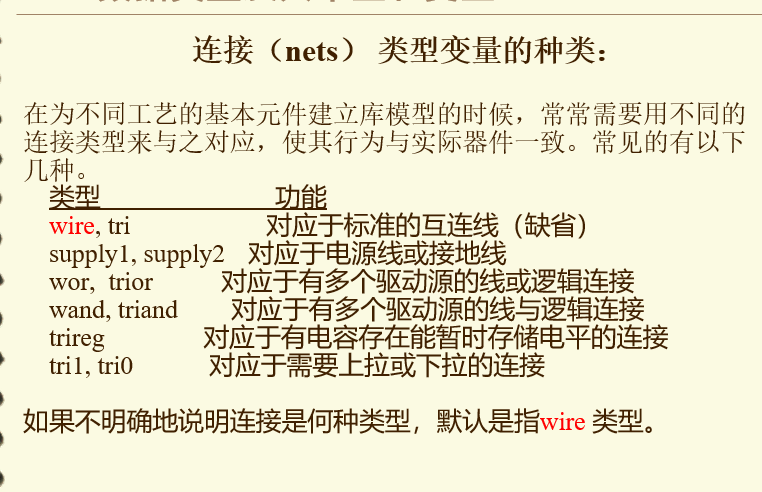 连接（nets） 类型变量的种类：
在为不同工艺的基本元件建立库模型的时候，常常需要用不同的
连接类型来与之对应，使其行为与实际器件一致。常见的有以下
几种。
类型 功能
wire, tri 对应于标准的互连线（缺省）
supply1, supply2 对应于电源线或接地线
wor, trior 对应于有多个驱动源的线或逻辑连接
wand, triand 对应于有多个驱动源的线与逻辑连接
trireg 对应于有电容存在能暂时存储电平的连接
tri1, tri0 对应于需要上拉或下拉的连接
如果不明确地说明连接是何种类型，默认是指wire 类型。